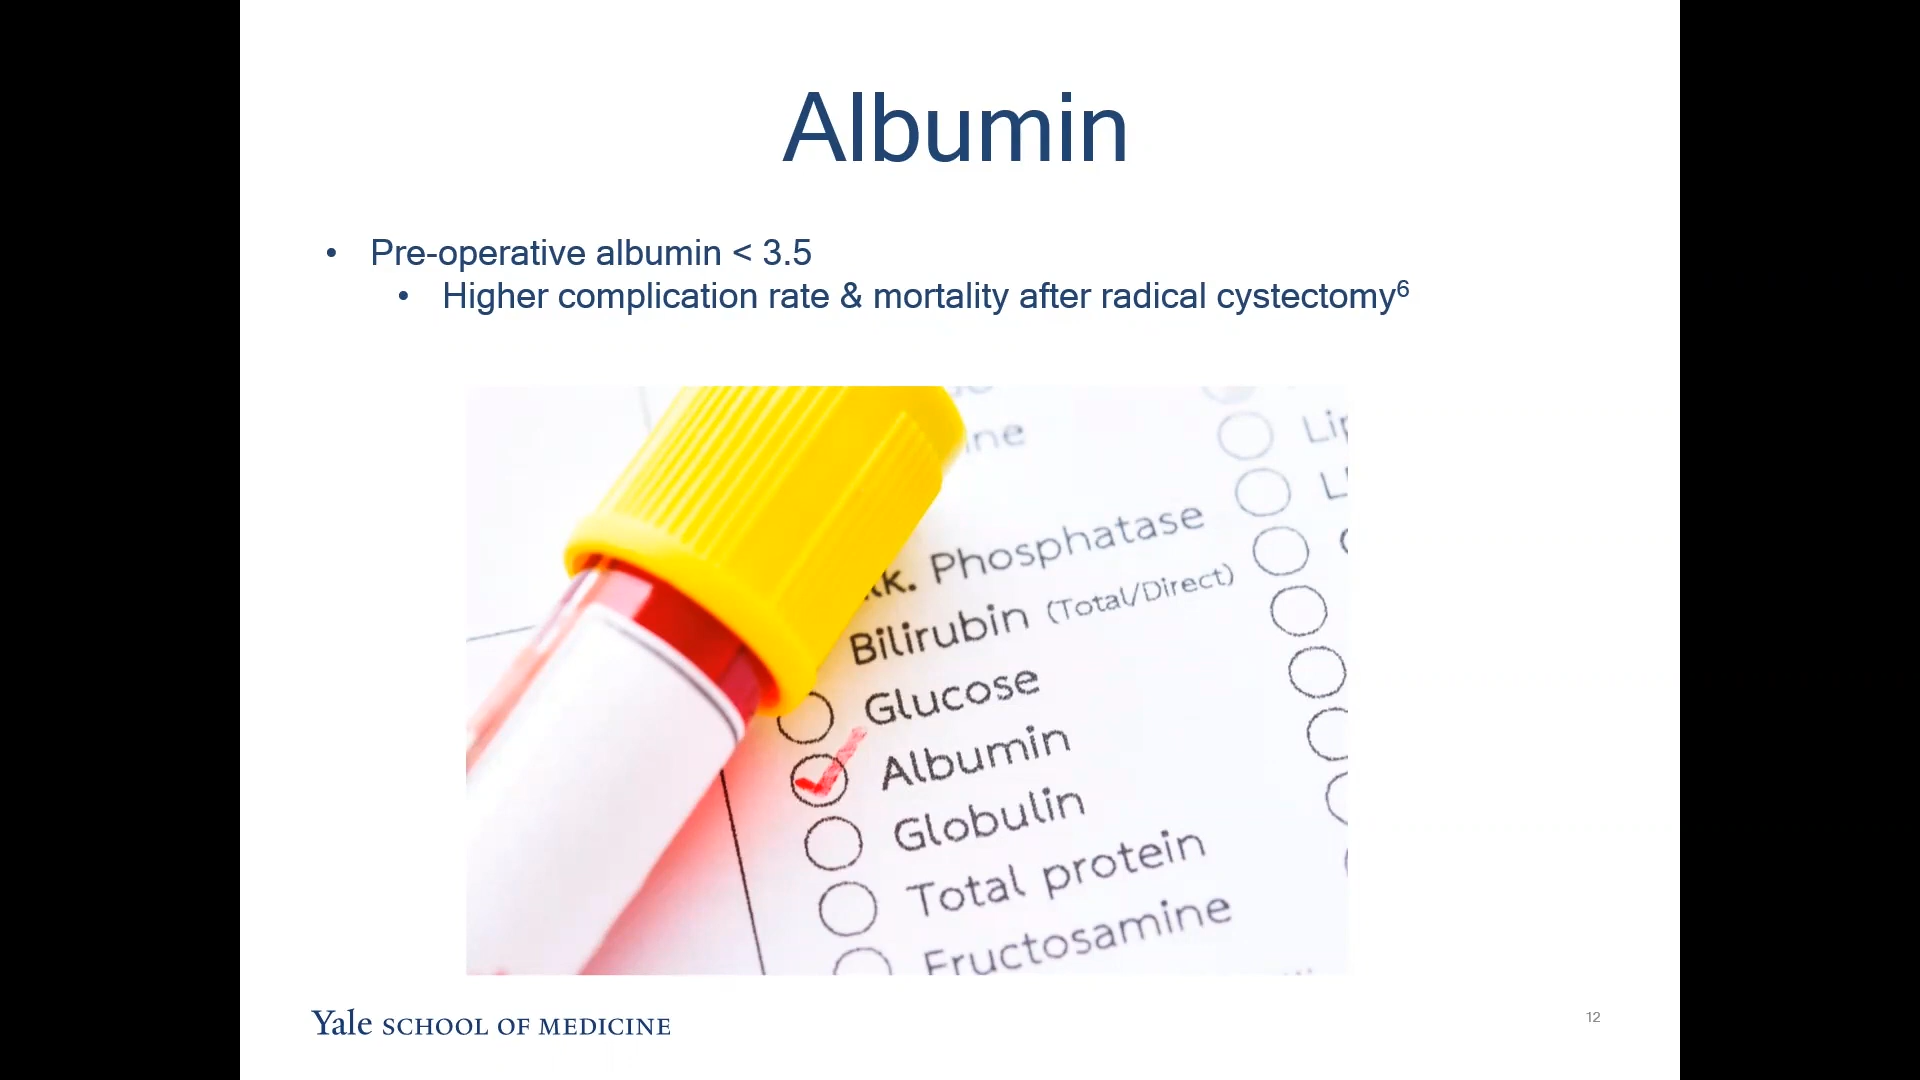 Albumin
• Pre-operative albumin < 3.5
• Higher complication rate & mortality after radical cystectomy⁶
Phosphatase
Bilirubin (Total/Direct)
Glucose
Albumin
Globulin
Total protein
Fructosamine
Yale SCHOOL OF MEDICINE
12